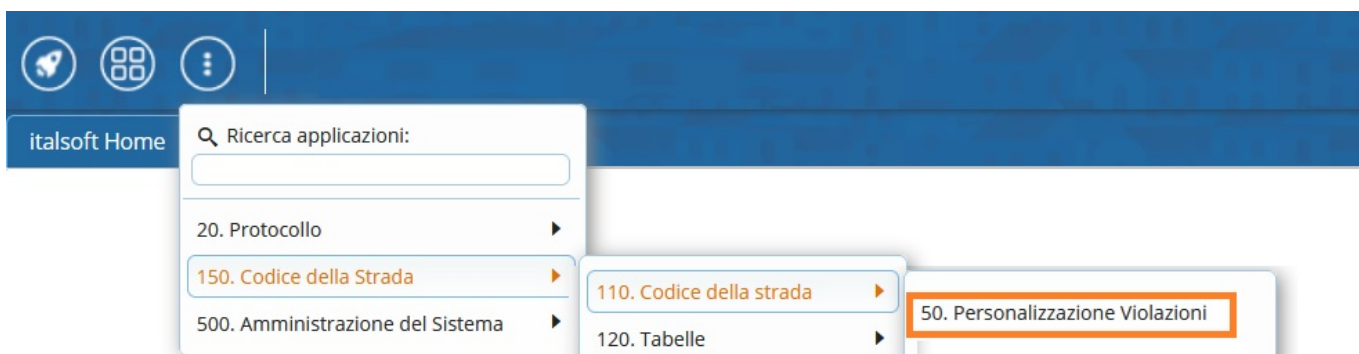 italsoft Home
Ricerca applicazioni:
20. Protocollo
150. Codice della Strada
500. Amministrazione del Sistema
110. Codice della strada
120. Tabelle
50. Personalizzazione Violazioni